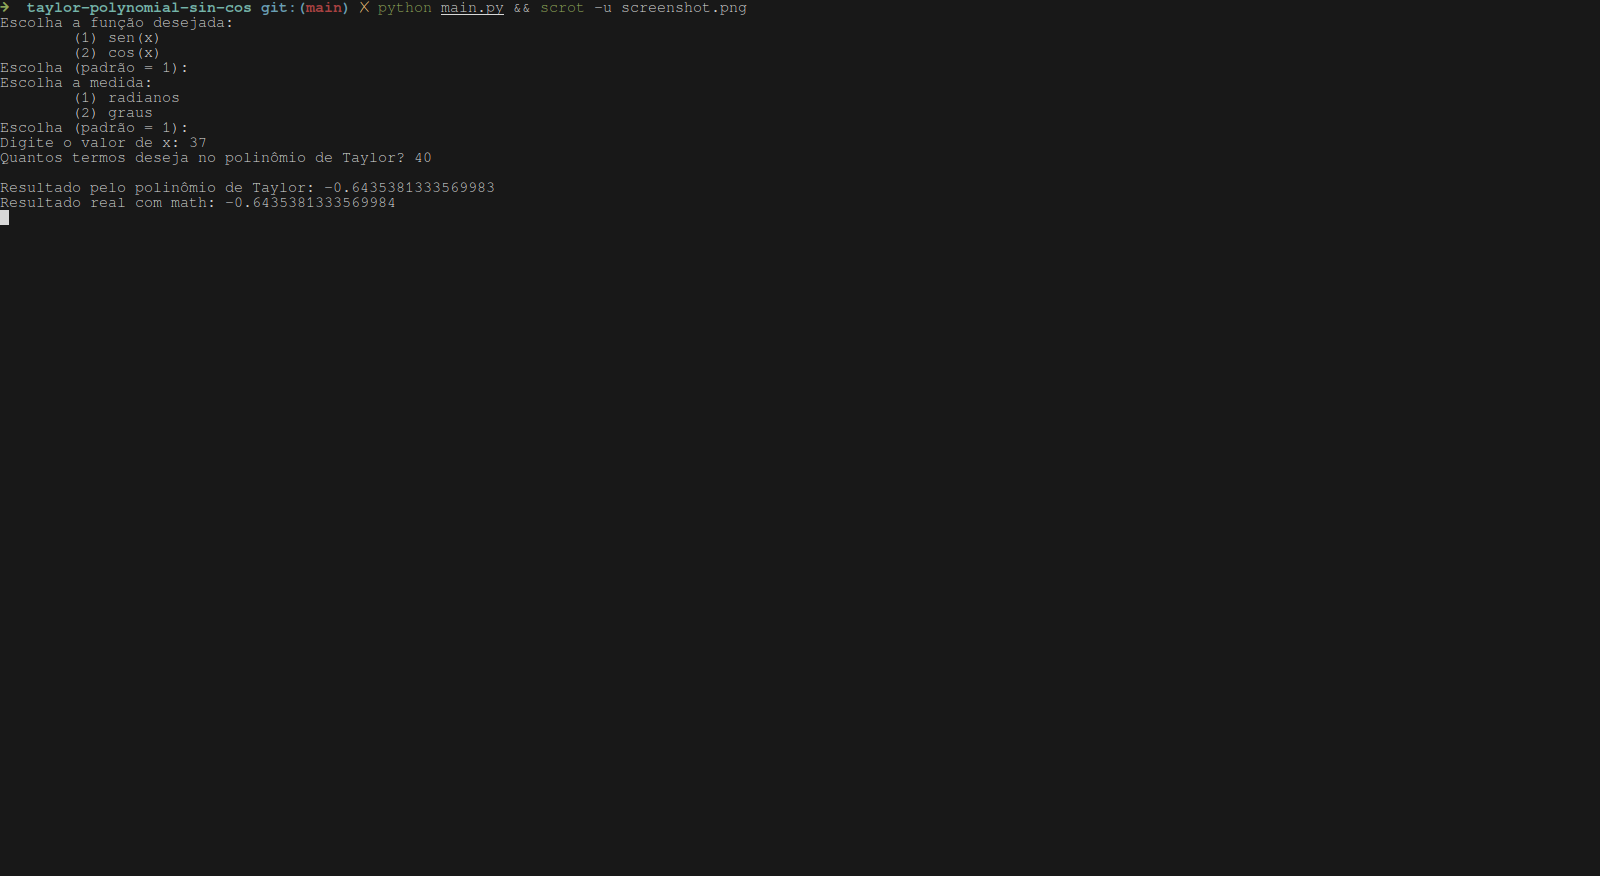 ➜  taylor-polynomial-sin-cos git:(main) ✗ python main.py && scrot -u screenshot.png
Escolha a função desejada:
        (1) sen(x)
        (2) cos(x)
Escolha (padrão = 1):
Escolha a medida:
        (1) radianos
        (2) graus
Escolha (padrão = 1):
Digite o valor de x: 37
Quantos termos deseja no polinômio de Taylor? 40
Resultado pelo polinômio de Taylor: -0.6435381333569983
Resultado real com math: -0.6435381333569984